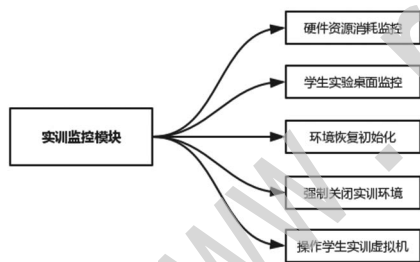 硬件资源消耗监控
学生实验桌面监控
实训监控模块
环境恢复初始化
强制关闭实训环境
操作学生实训虚拟机